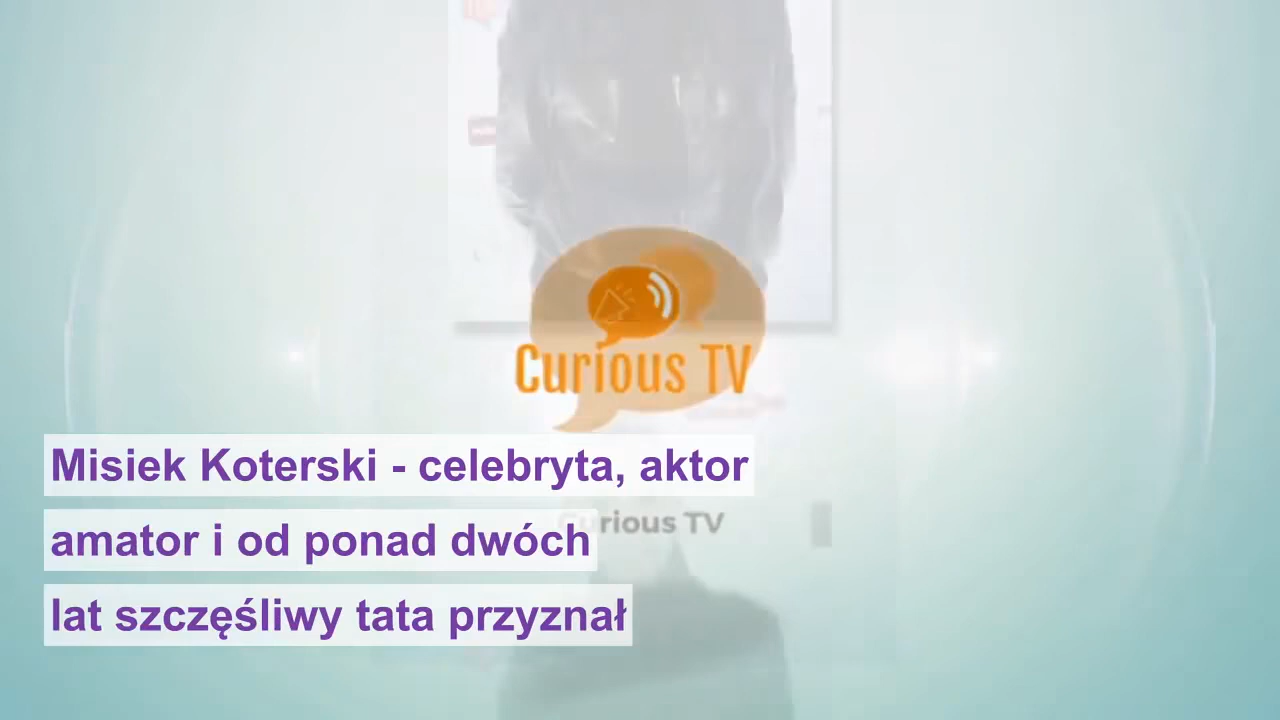 Curious TV
Misiek Koterski - celebryta, aktor
amator i od ponad dwóch
Curious TV
lat szczęśliwy tata przyznał